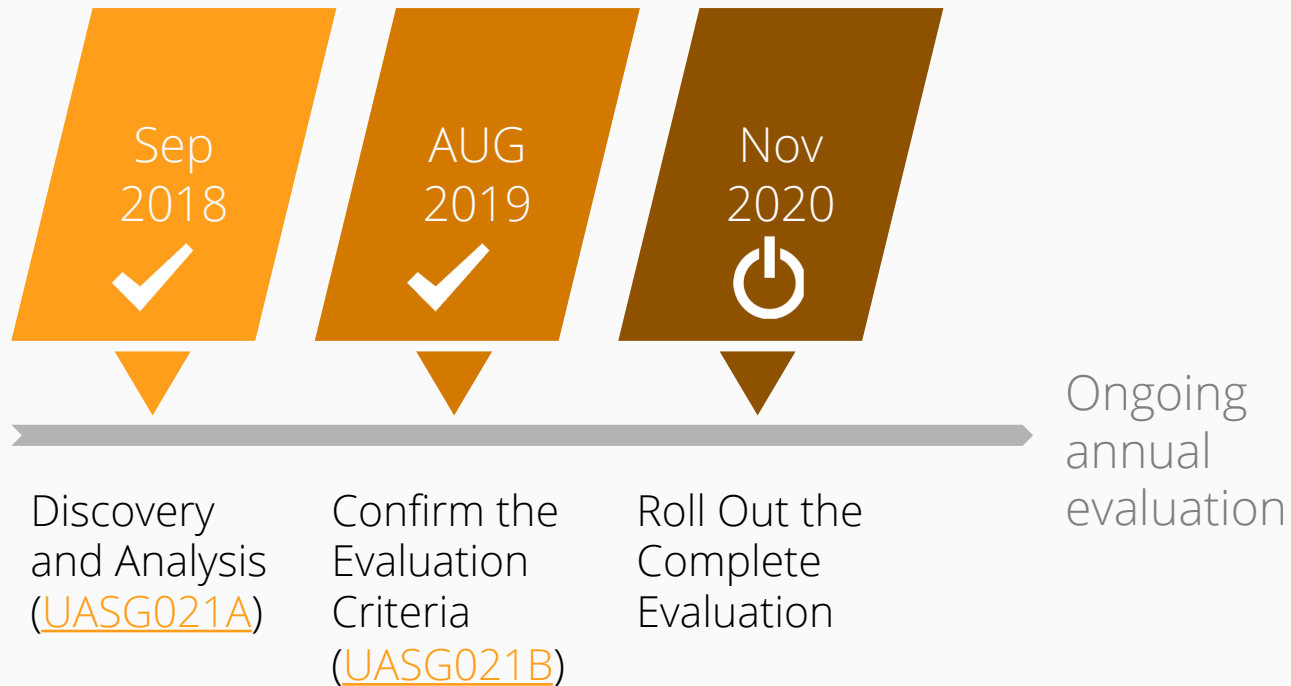 Sep
2018
AUG
2019
Nov
2020
Discovery
and Analysis
(UASG021A)
Confirm the
Evaluation
Criteria
(UASG021B)
Roll Out the
Complete
Evaluation
Ongoing
annual
evaluation